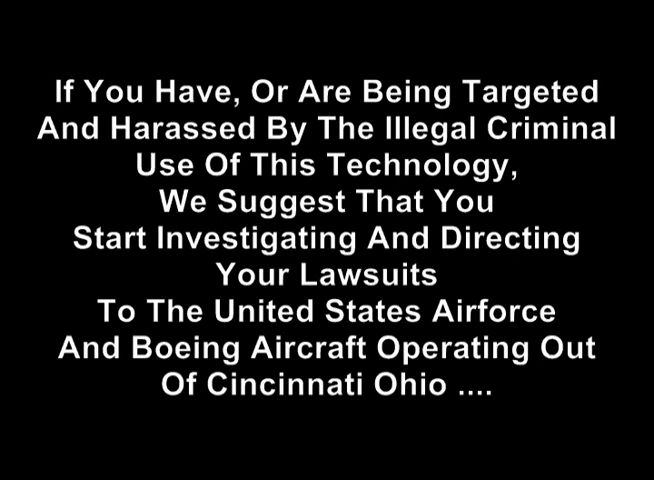 If You Have, Or Are Being Targeted
And Harassed By The Illegal Criminal
Use Of This Technology,
We Suggest That You
Start Investigating And Directing
Your Lawsuits
To The United States Airforce
And Boeing Aircraft Operating Out
Of Cincinnati Ohio ....